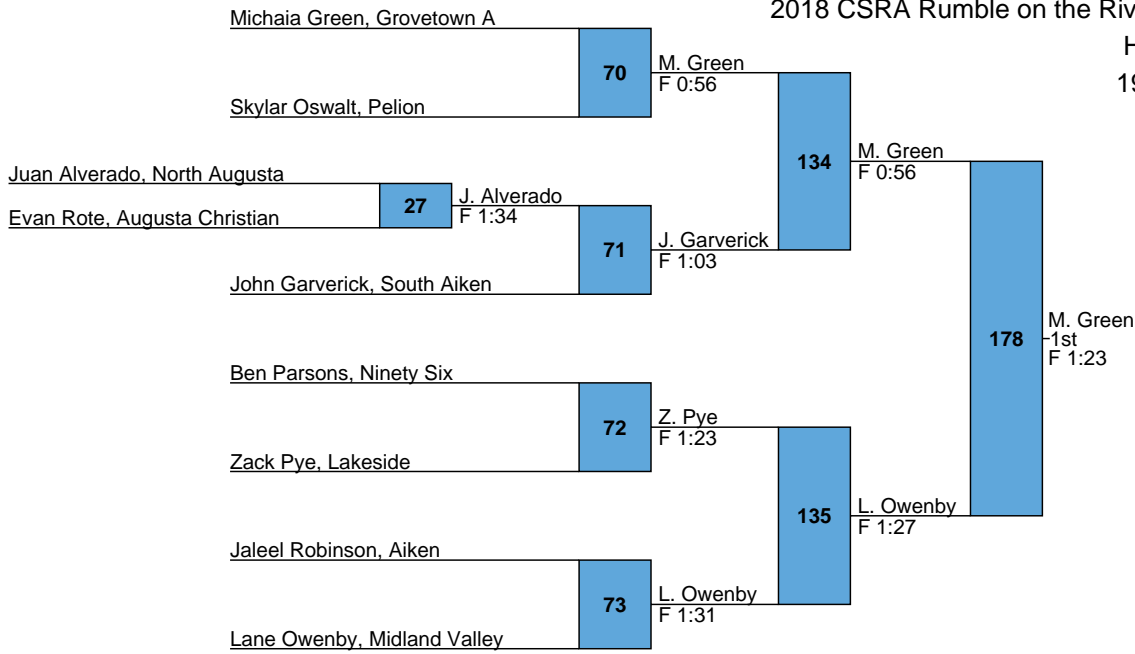 2018 CSRA Rumble on the Riv
H
19
Michaia Green, Grovetown A
70
M. Green
F 0:56
Skylar Oswalt, Pelion
134
M. Green
F 0:56
Juan Alverado, North Augusta
27
J. Alverado
F 1:34
Evan Rote, Augusta Christian
71
J. Garverick
F 1:03
John Garverick, South Aiken
178
M. Green
1st
F 1:23
Ben Parsons, Ninety Six
72
Z. Pye
F 1:23
Zack Pye, Lakeside
135
L. Owenby
F 1:27
Jaleel Robinson, Aiken
73
L. Owenby
F 1:31
Lane Owenby, Midland Valley